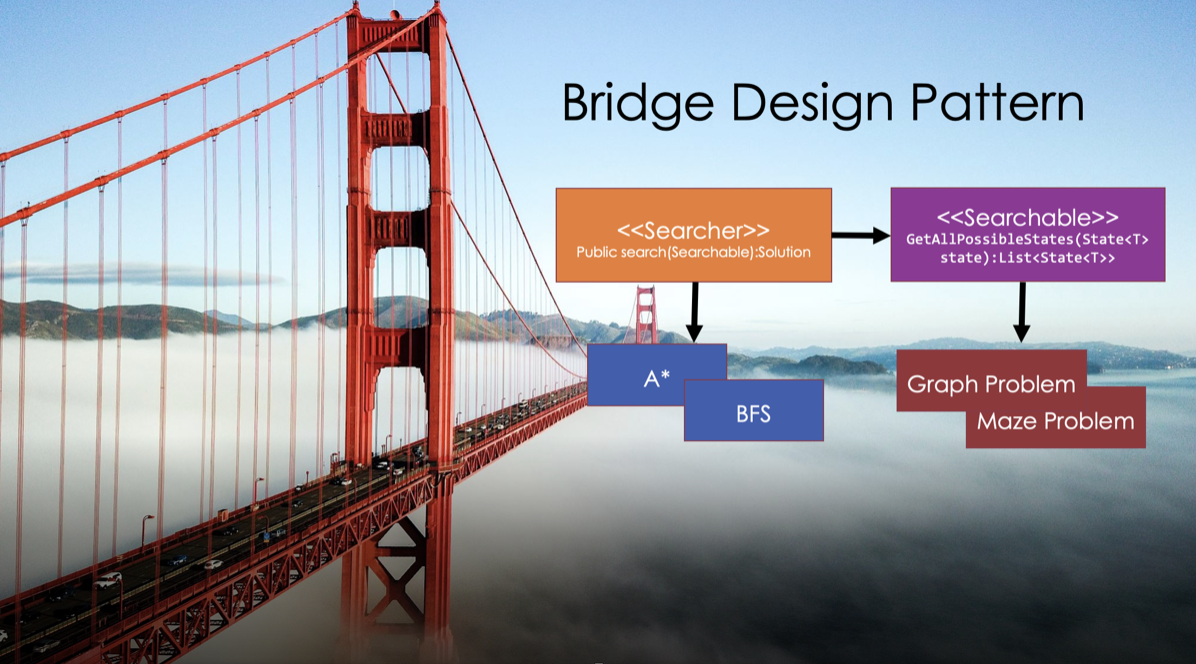 Bridge Design Pattern
<<Searcher>>
Public search(Searchable):Solution
<<Searchable>>
GetAllPossibleStates(State<T>
state):List<State<T>>
A*
BFS
Graph Problem
Maze Problem